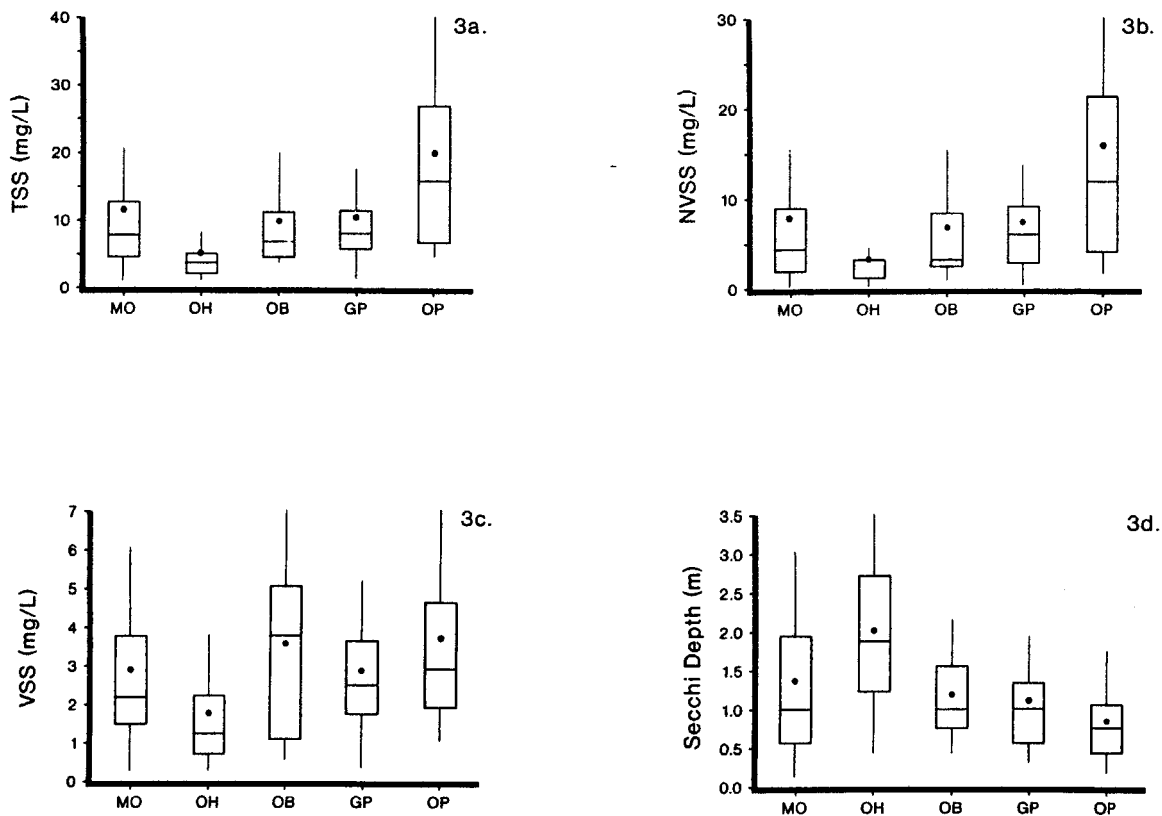 3a.
TSS (mg/L)
40
30
20
10
0
MO OH OB GP OP
3b.
NVSS (mg/L)
30
20
10
0
MO OH OB GP OP
3c.
VSS (mg/L)
7
6
5
4
3
2
1
0
MO OH OB GP OP
3d.
Secchi Depth (m)
3.5
3.0
2.5
2.0
1.5
1.0
0.5
0.0
MO OH OB GP OP